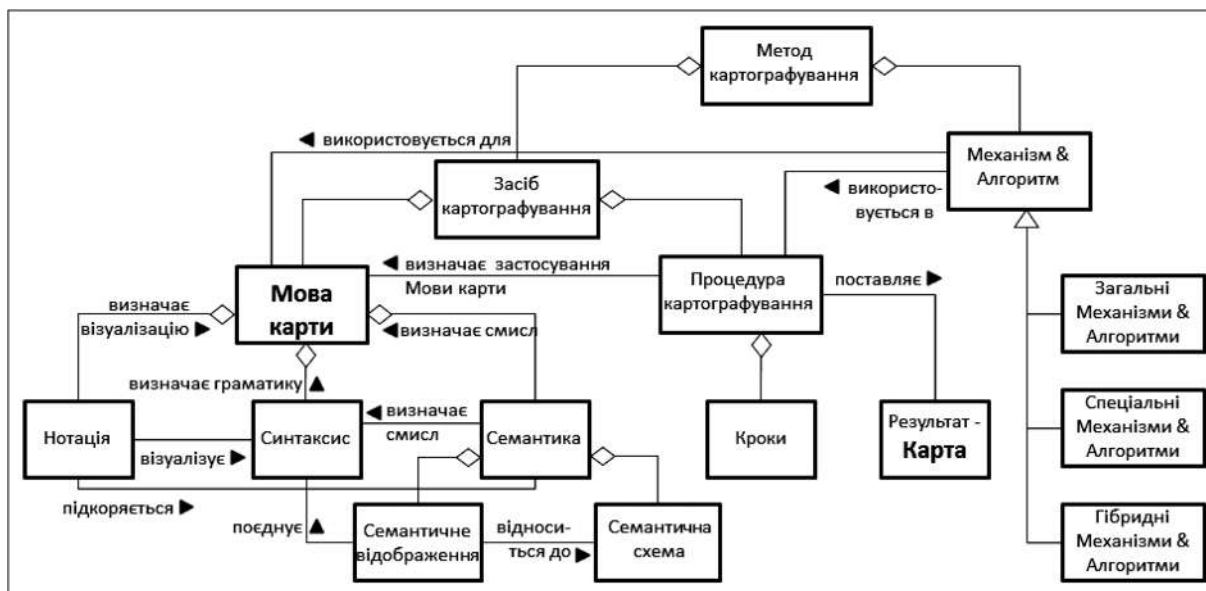 Метод
картографування
◄ використовується для
Механізм &
Алгоритм
Засіб
картографування
◄ використо-
вується в
◄ визначає застосування
Мови карти
Процедура
картографування
поставляє ►
Мова
карти
визначає
візуалізацію ►
◄ визначає смисл
Загальні
Механізми &
Алгоритми
визначає граматику ▲
Нотація
візуалізує ►
Синтаксис
◄ визначає
смисл
Семантика
Кроки
Результат -
Карта
Спеціальні
Механізми &
Алгоритми
підкоряється ►
поєднує ▲
Семантичне
відображення
відноси-
ться до ►
Семантична
схема
Гібридні
Механізми &
Алгоритми